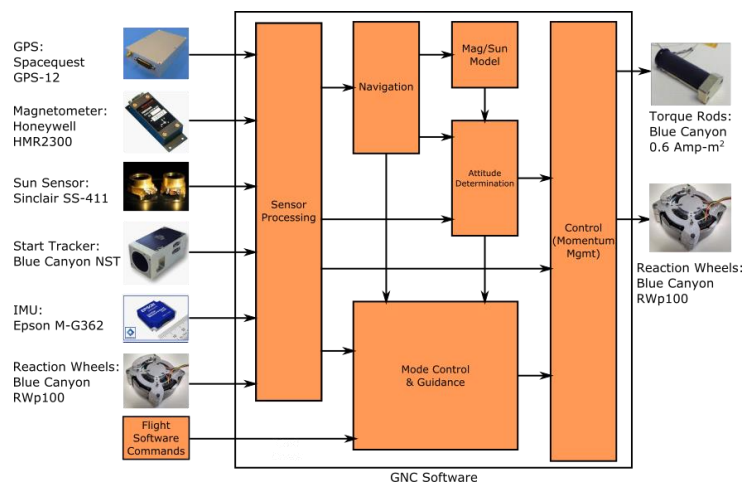 GPS:
Spacequest
GPS-12
Magnetometer:
Honeywell
HMR2300
Sun Sensor:
Sinclair SS-411
Start Tracker:
Blue Canyon NST
IMU:
Epson M-G362
Reaction Wheels:
Blue Canyon
RWp100
Flight
Software
Commands
Sensor
Processing
Navigation
Mag/Sun
Model
Attitude
Determination
Mode Control
& Guidance
Control
(Momentum
Mgmt)
Torque Rods:
Blue Canyon
0.6 Amp-m²
Reaction Wheels:
Blue Canyon
RWp100
GNC Software
EPSON